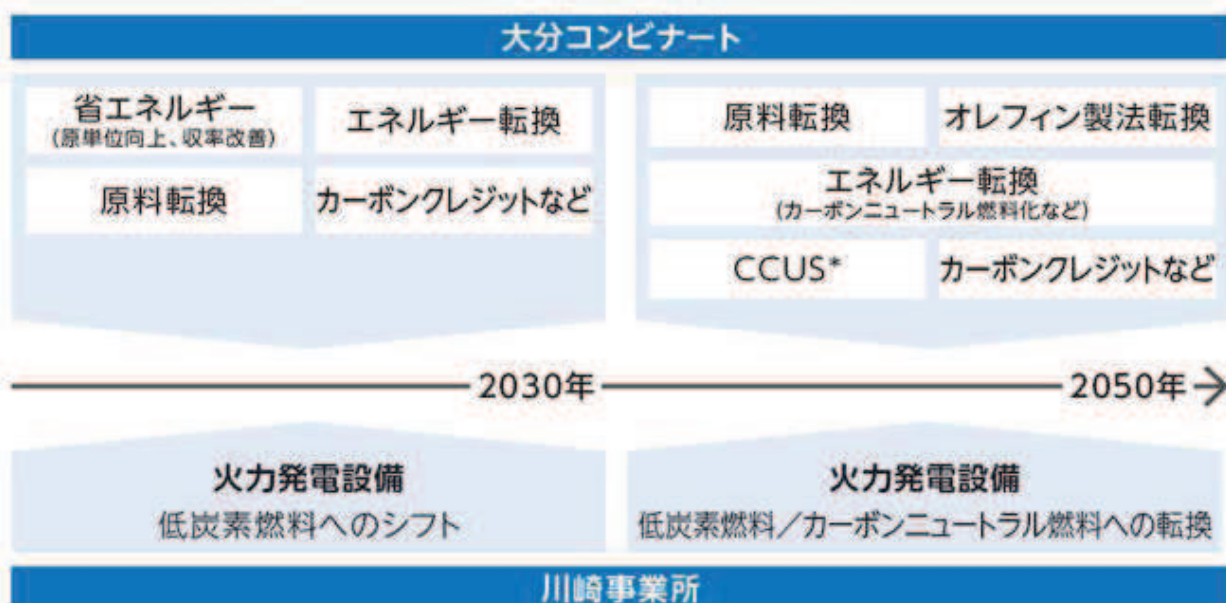 大分コンビナート
省エネルギー
(原単位向上、収率改善)
エネルギー転換
原料転換
カーボンクレジットなど
原料転換
オレフィン製法転換
エネルギー転換
(カーボンニュートラル燃料化など)
CCUS*
カーボンクレジットなど
2030年
2050年
火力発電設備
低炭素燃料へのシフト
火力発電設備
低炭素燃料／カーボンニュートラル燃料への転換
川崎事業所